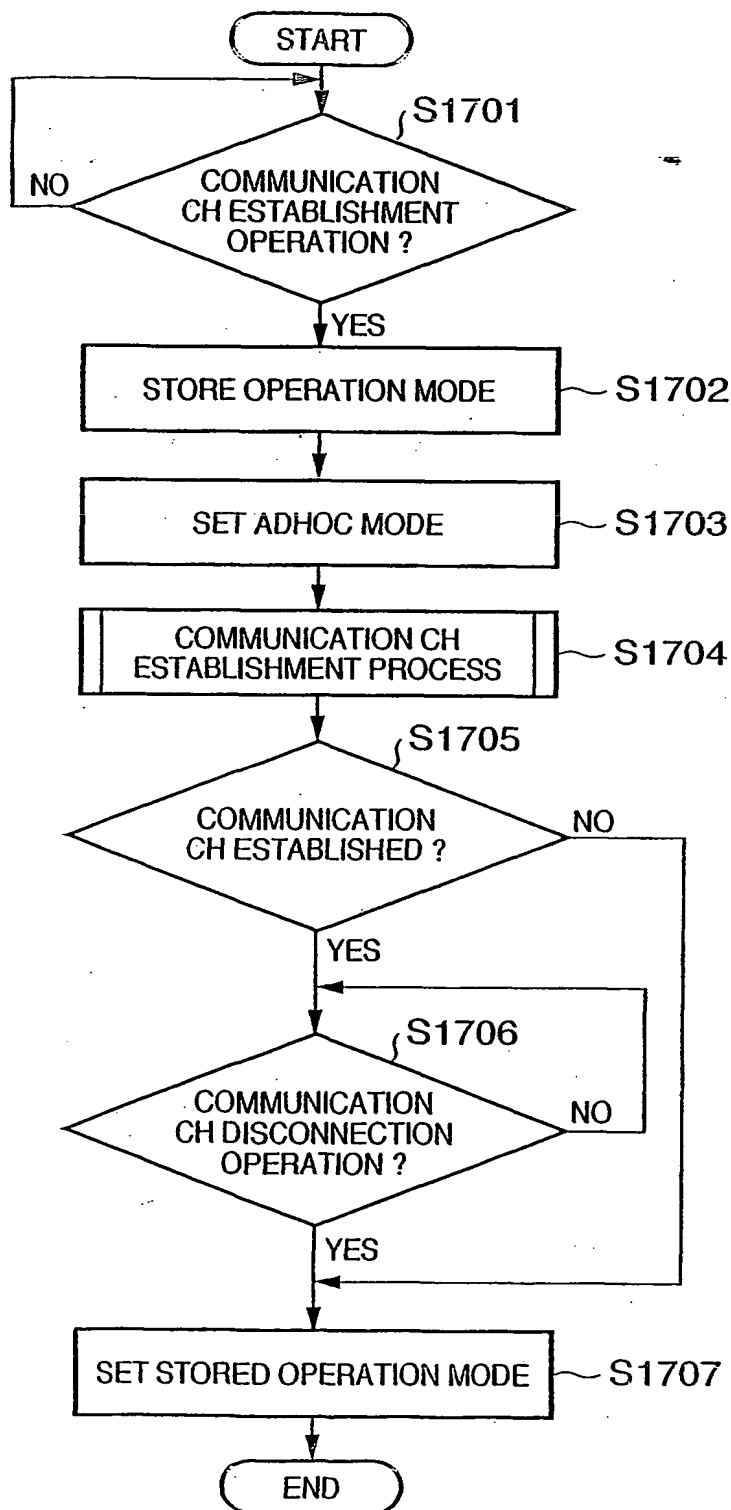 START
S1701
NO
COMMUNICATION
CH ESTABLISHMENT
OPERATION ?
YES
STORE OPERATION MODE
S1702
SET ADHOC MODE
S1703
COMMUNICATION CH
ESTABLISHMENT PROCESS
S1704
S1705
COMMUNICATION
CH ESTABLISHED ?
NO
YES
S1706
COMMUNICATION
CH DISCONNECTION
OPERATION ?
NO
YES
SET STORED OPERATION MODE
S1707
END